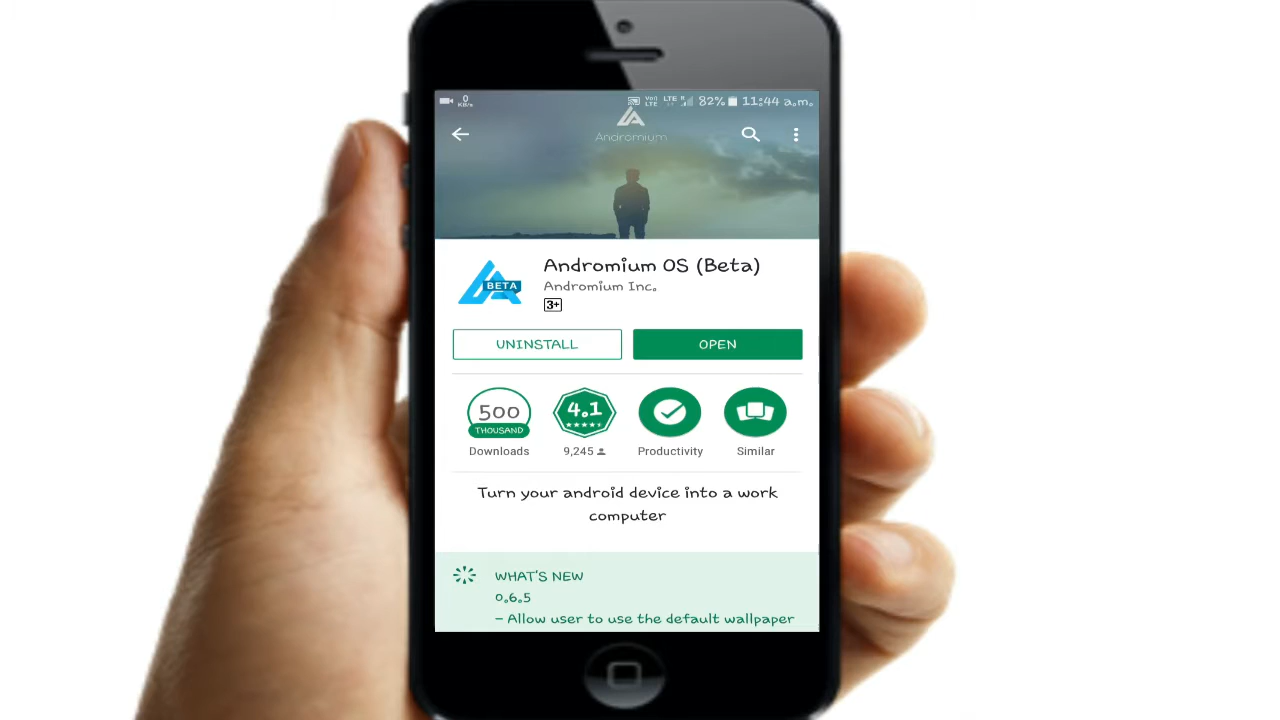 0
KB/s
Vo))
LTE
LTE
R
82%
11:44 a.m.
Andromium
BETA
Andromium OS (Beta)
Andromium Inc.
3+
UNINSTALL
OPEN
500
THOUSAND
Downloads
4.1
9,245
Productivity
Similar
Turn your android device into a work
computer
WHAT'S NEW
0.6.5
- Allow user to use the default wallpaper